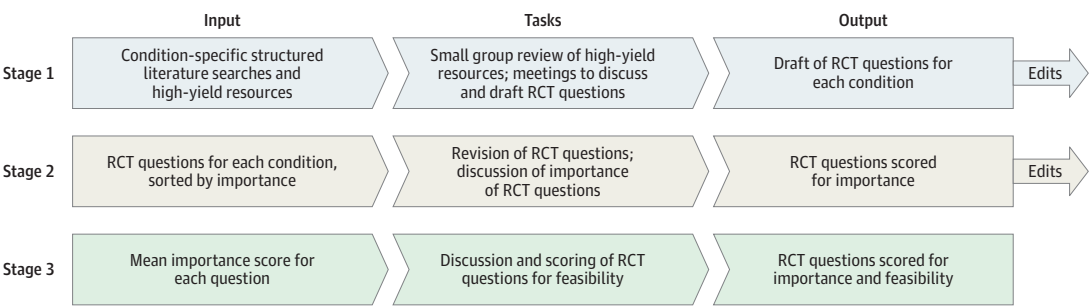 Input
Tasks
Output
Stage 1
Condition-specific structured
literature searches and
high-yield resources
Small group review of high-yield
resources; meetings to discuss
and draft RCT questions
Draft of RCT questions for
each condition
Edits
Stage 2
RCT questions for each condition,
sorted by importance
Revision of RCT questions;
discussion of importance
of RCT questions
RCT questions scored
for importance
Edits
Stage 3
Mean importance score for
each question
Discussion and scoring of RCT
questions for feasibility
RCT questions scored for
importance and feasibility